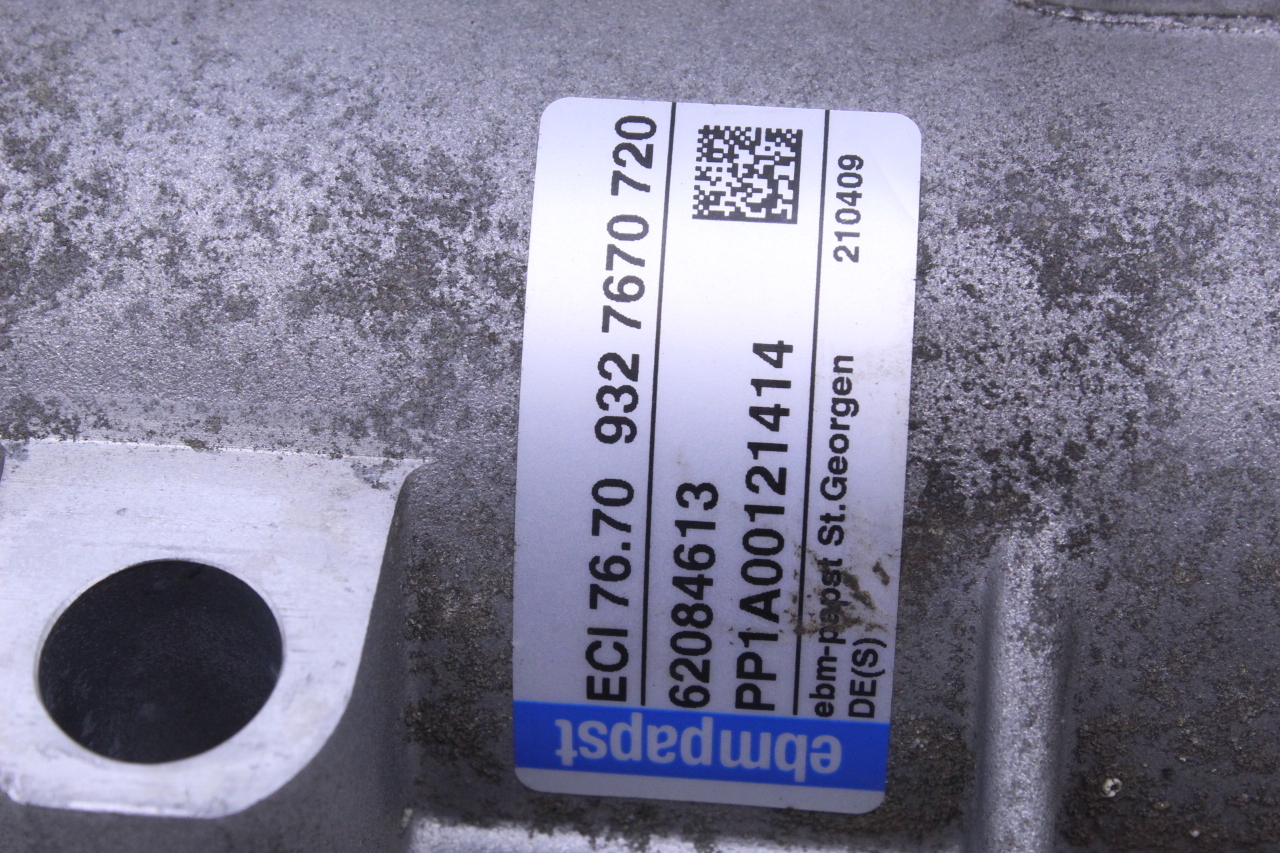 ebmpapst
ECI 76.70 932 7670 720
62084613
PP1A00121414
ebm-papst St.Georgen 210409
DE(S)